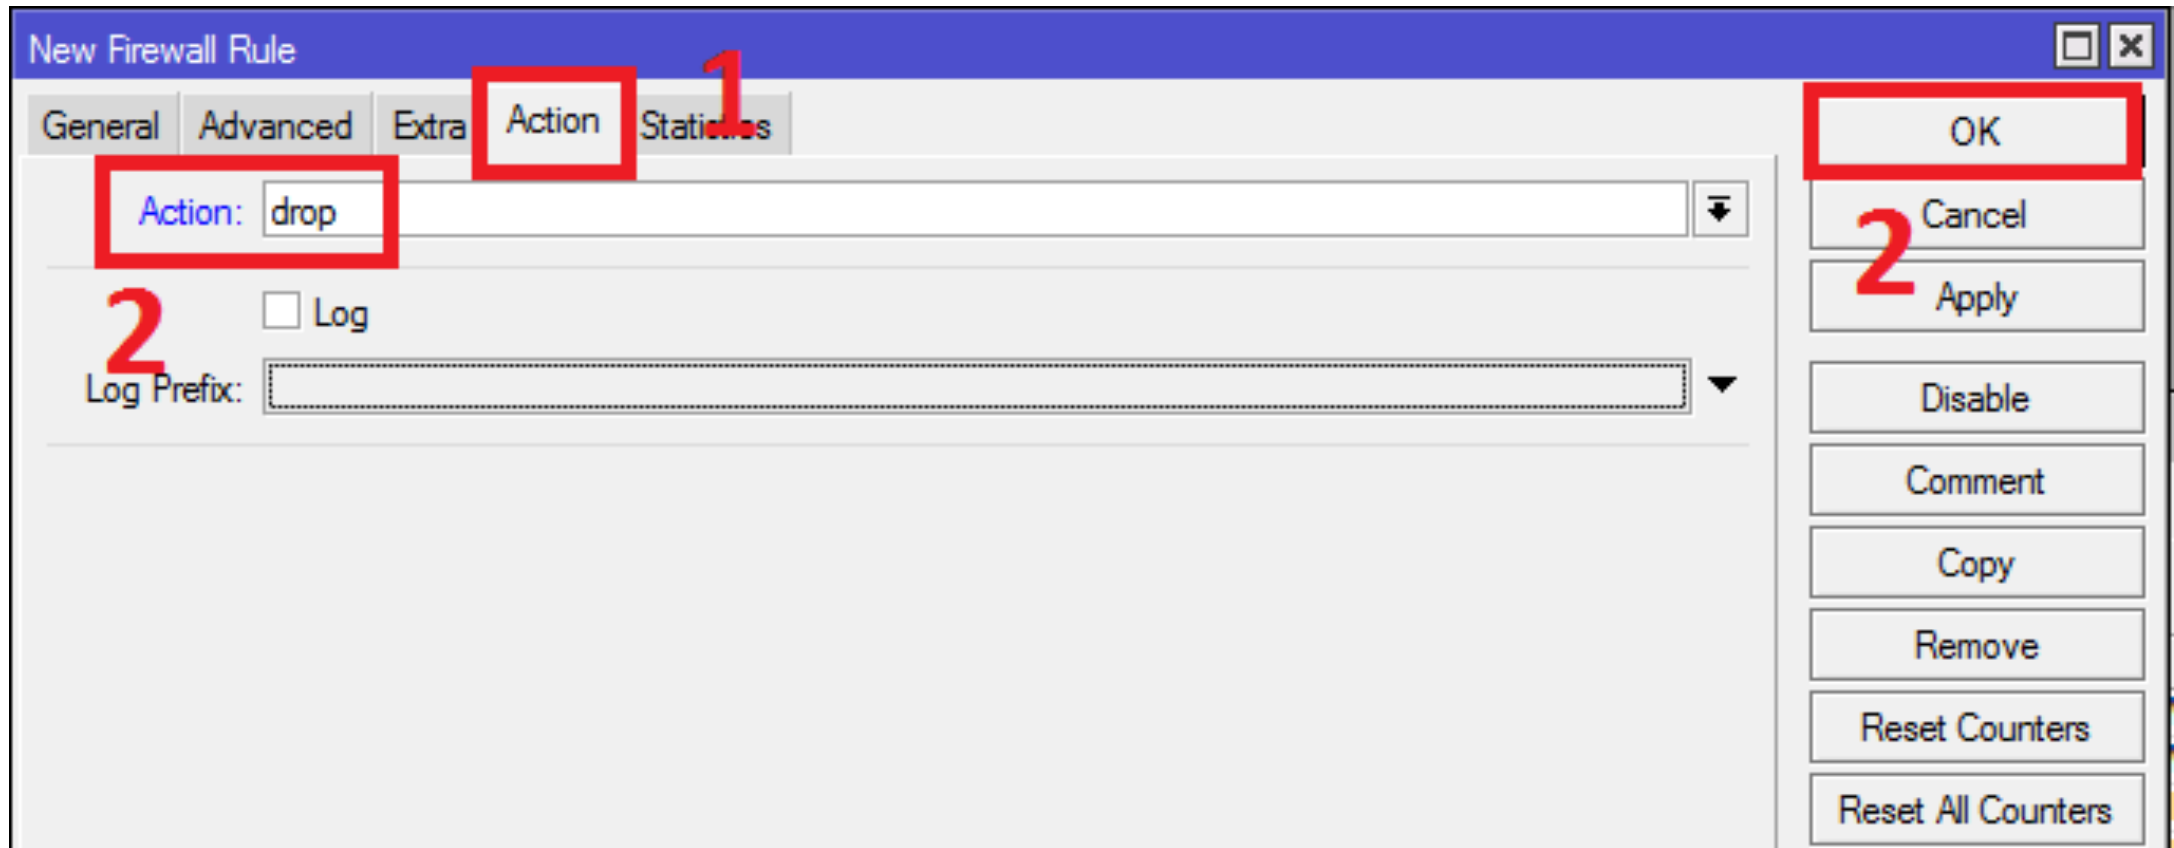 New Firewall Rule
1
General Advanced Extra Action Statistics
OK
Action: drop
Cancel
2
Log
2
Apply
Log Prefix:
Disable
Comment
Copy
Remove
Reset Counters
Reset All Counters